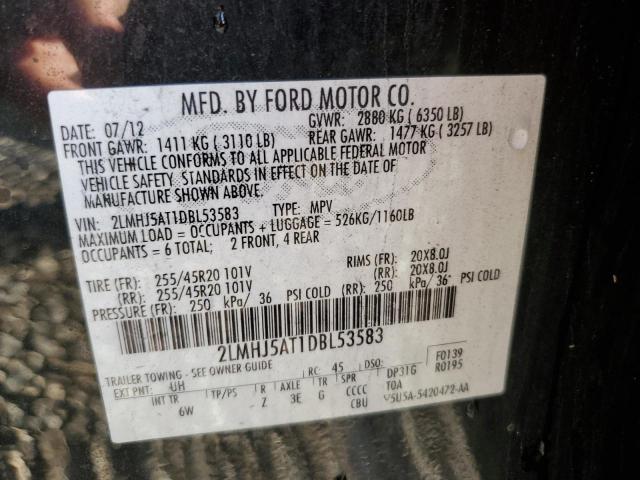 MFD. BY FORD MOTOR CO.
DATE: 07/12 GVWR: 2880 KG ( 6350 LB)
FRONT GAWR: 1411 KG ( 3110 LB) REAR GAWR: 1477 KG ( 3257 LB)
THIS VEHICLE CONFORMS TO ALL APPLICABLE FEDERAL MOTOR
VEHICLE SAFETY. STANDARDS IN EFFECT ON THE DATE OF
MANUFACTURE SHOWN ABOVE.
VIN: 2LMHJ5AT1DBL53583 TYPE: MPV
MAXIMUM LOAD = OCCUPANTS + LUGGAGE = 526KG/1160LB
OCCUPANTS = 6 TOTAL; 2 FRONT, 4 REAR
TIRE (FR): 255/45R20 101V RIMS (FR): 20X8.0J
(RR): 255/45R20 101V (RR): 20X8.0J
PRESSURE (FR): 250 kPa/ 36 PSI COLD (RR): 250 kPa/ 36 PSI COLD
2LMHJ5AT1DBL53583
TRAILER TOWING - SEE OWNER GUIDE RC: 45 DSO: F0139
EXT PNT: UH DP31G R0195
INT TR TP/PS R AXLE TR SPR TOA
6W Z 3E G CCCC V5U5A-5420472-AA
CBU